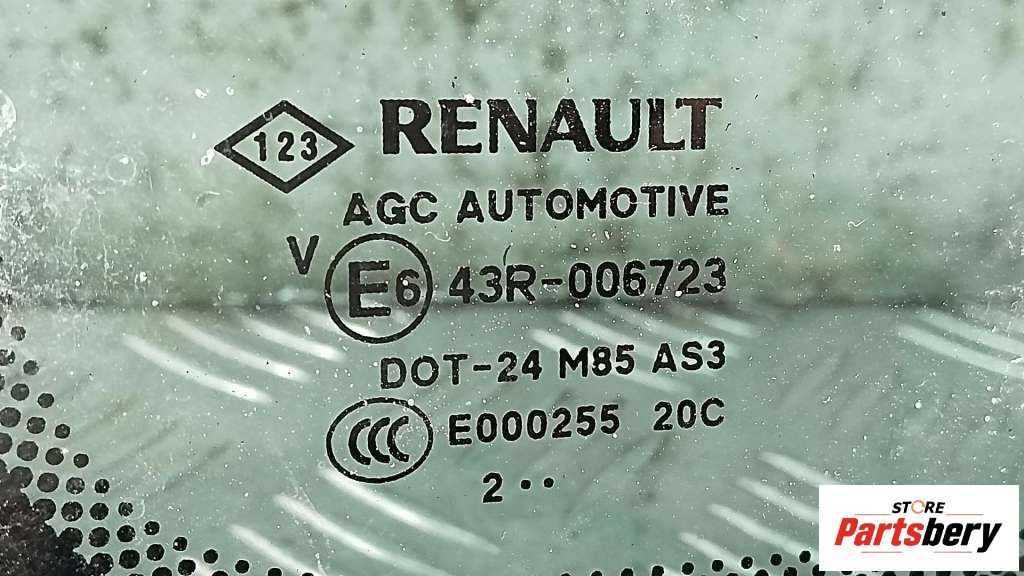 123 RENAULT
AGC AUTOMOTIVE
V E6 43R-006723
DOT-24 M85 AS3
CCC E000255 20C
2 ··
STORE
Partsbery